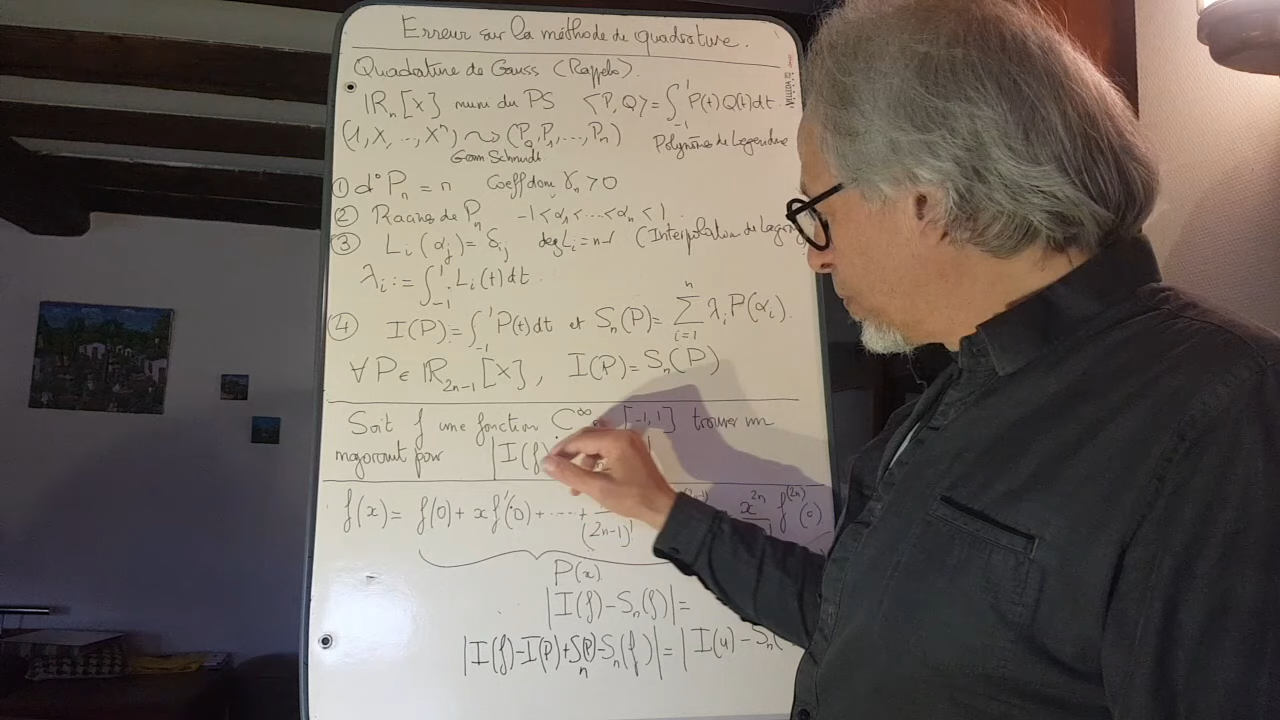 Erreur sur la méthode de quadrature.
Quadrature de Gauss (Rappels).
ℝₙ[X] muni du PS ⟨P, Q⟩ = ∫₋₁¹ P(t)Q(t)dt.
(1, X, ..., Xⁿ) ⤳ (P₀, P₁, ..., Pₙ) Polynômes de Legendre
Gram Schmidt
① d° Pₙ = n Coeff dom γₙ > 0
② Racines de Pₙ -1 < α₁ < ... < αₙ < 1
③ Lᵢ(αⱼ) = δᵢⱼ deg Lᵢ = n-1 (Interpolation de
λᵢ := ∫₋₁¹ Lᵢ(t)dt.
④ I(P) = ∫₋₁¹ P(t)dt et Sₙ(P) = ∑ᵢ₌₁ⁿ λᵢ P(αᵢ).
∀ P ∈ ℝ₂ₙ₋₁[X], I(P) = Sₙ(P)
Soit f une fonction C^∞ [-1,1] trouver un
majorant pour |I(f)
f(x) = f(0) + x f'(0) + ... + (2n-1)! x²ⁿ f⁽²ⁿ⁾(0)
P(x)
|I(f) - Sₙ(f)| =
|I(f) - I(P) + Sₙ(P) - Sₙ(f)| = |I(u) - Sₙ(